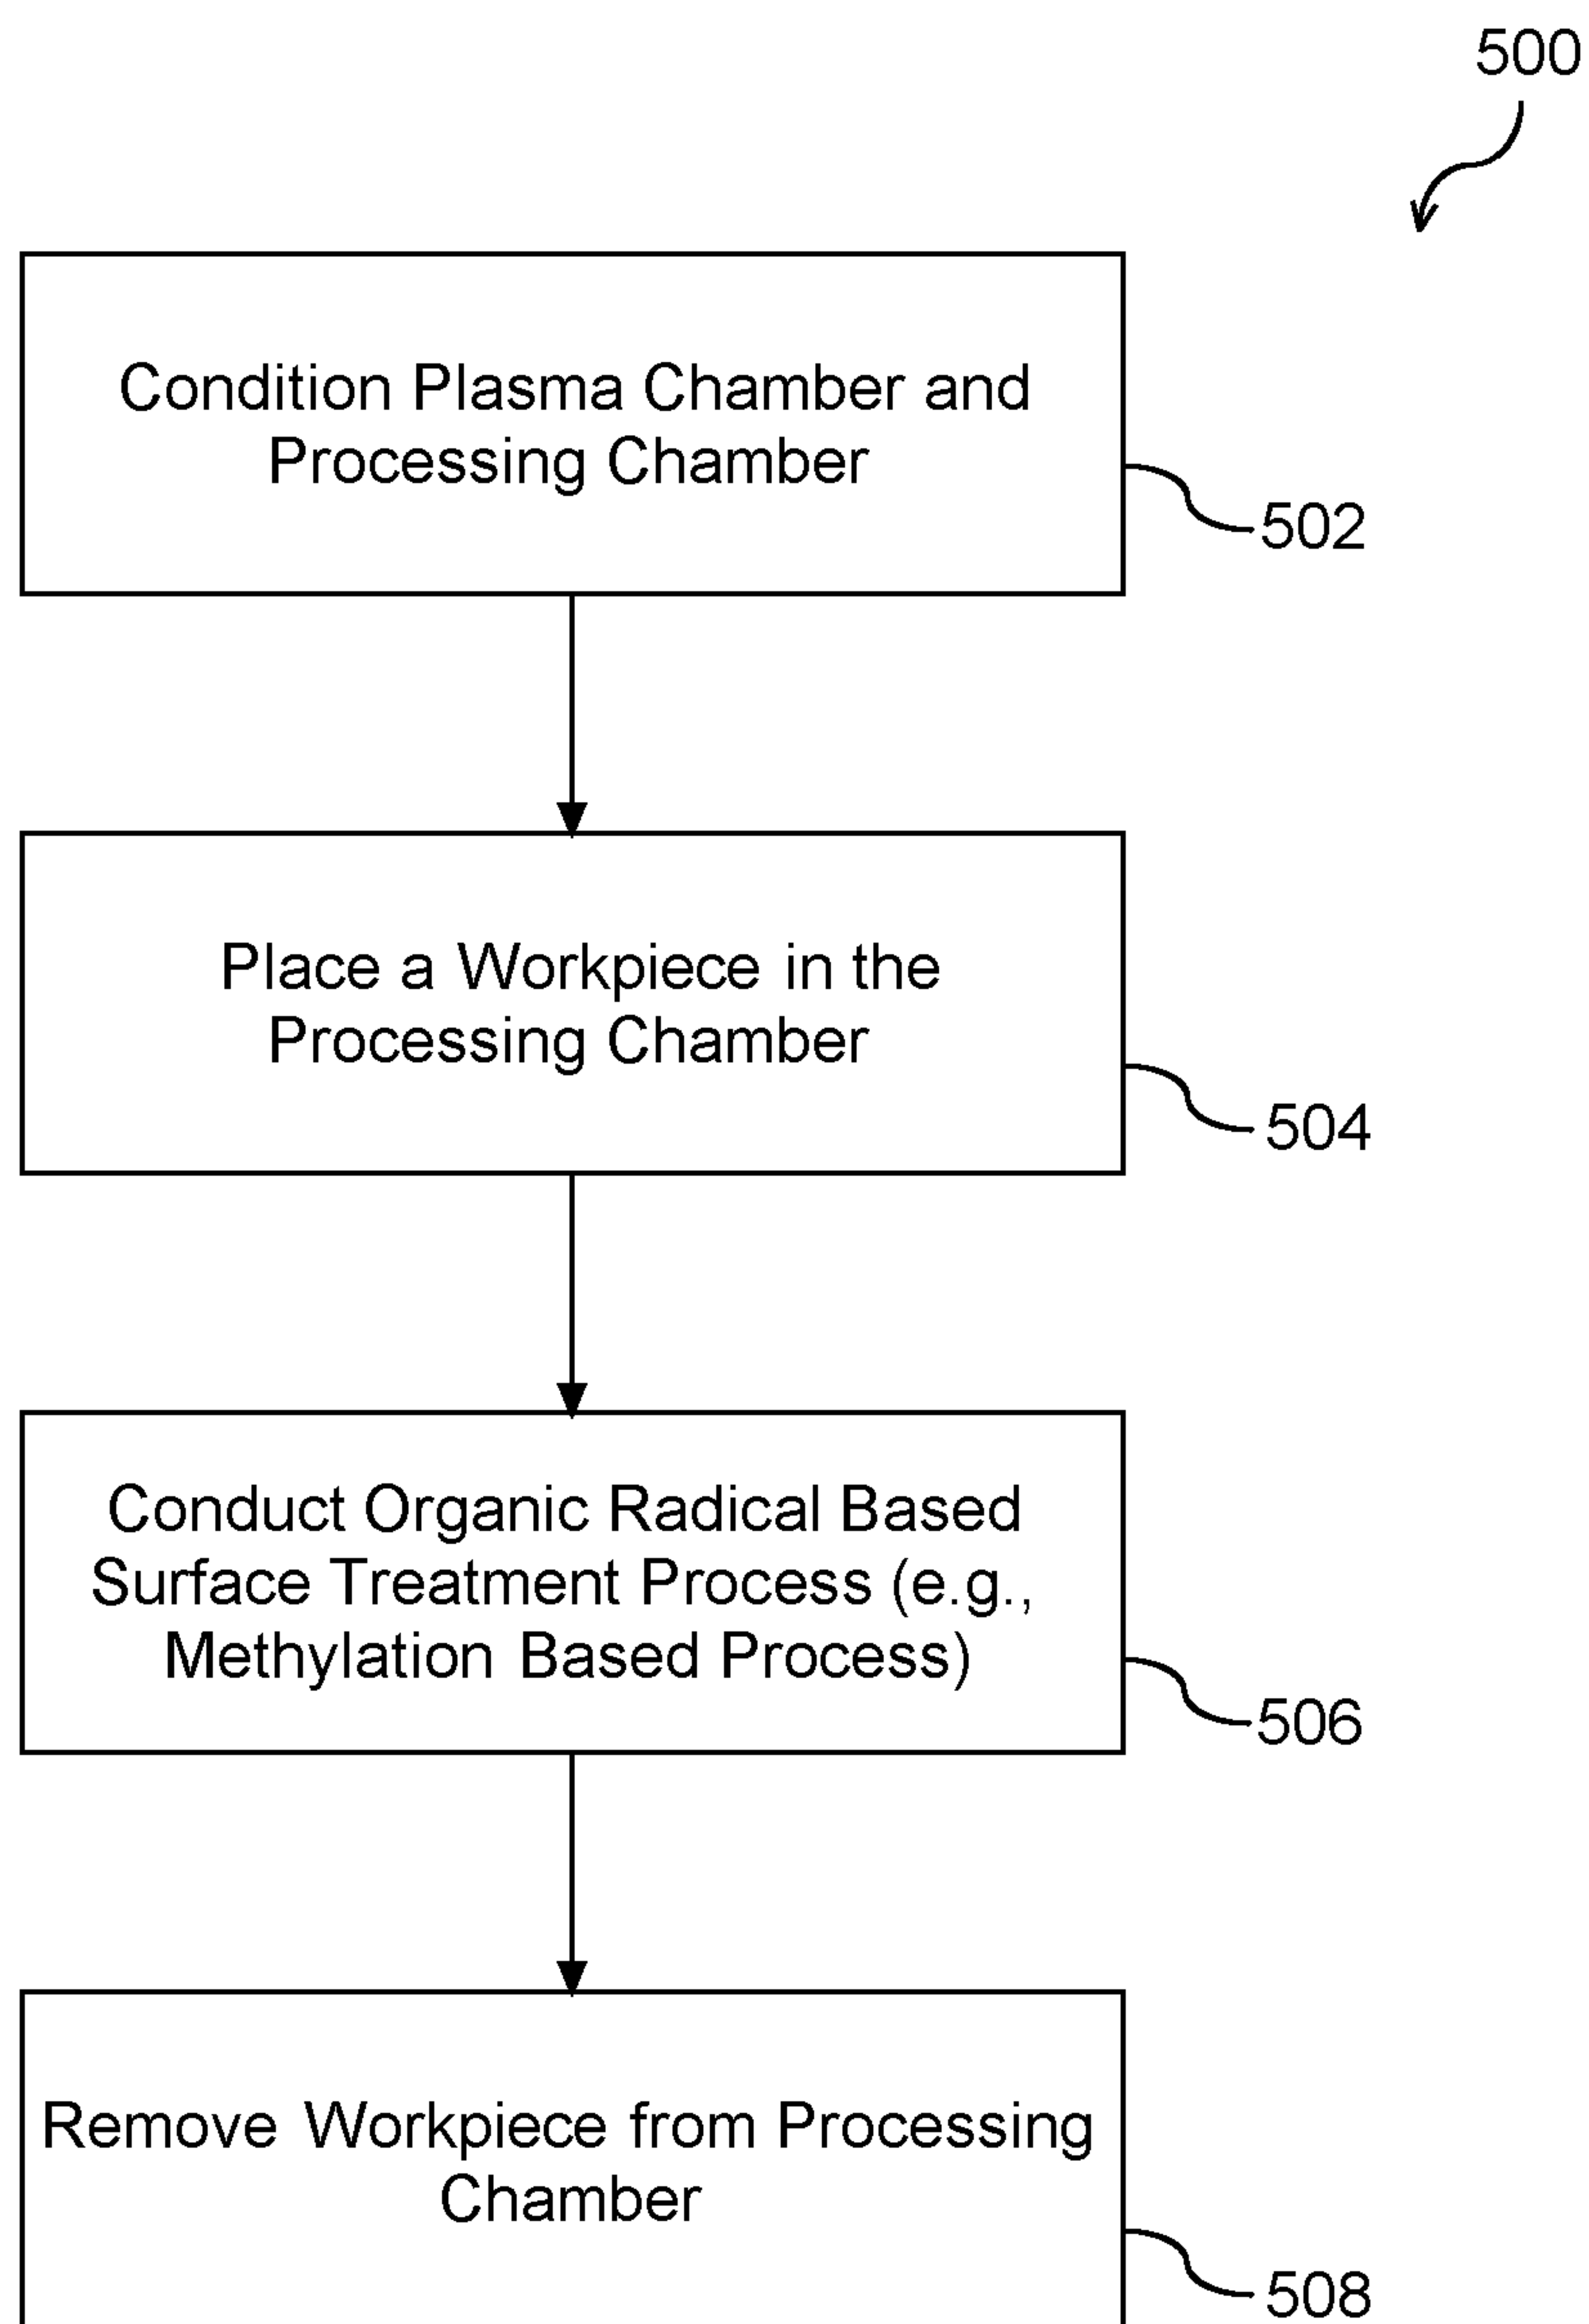 500
Condition Plasma Chamber and
Processing Chamber
502
Place a Workpiece in the
Processing Chamber
504
Conduct Organic Radical Based
Surface Treatment Process (e.g.,
Methylation Based Process)
506
Remove Workpiece from Processing
Chamber
508